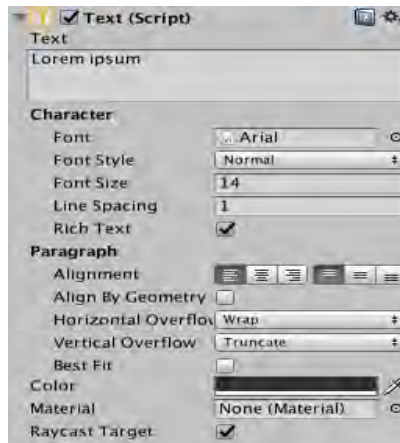 Text (Script)
Text
Lorem ipsum
Character
Font Arial
Font Style Normal
Font Size 14
Line Spacing 1
Rich Text
Paragraph
Alignment
Align By Geometry
Horizontal Overflov Wrap
Vertical Overflow Truncate
Best Fit
Color
Material None (Material)
Raycast Target